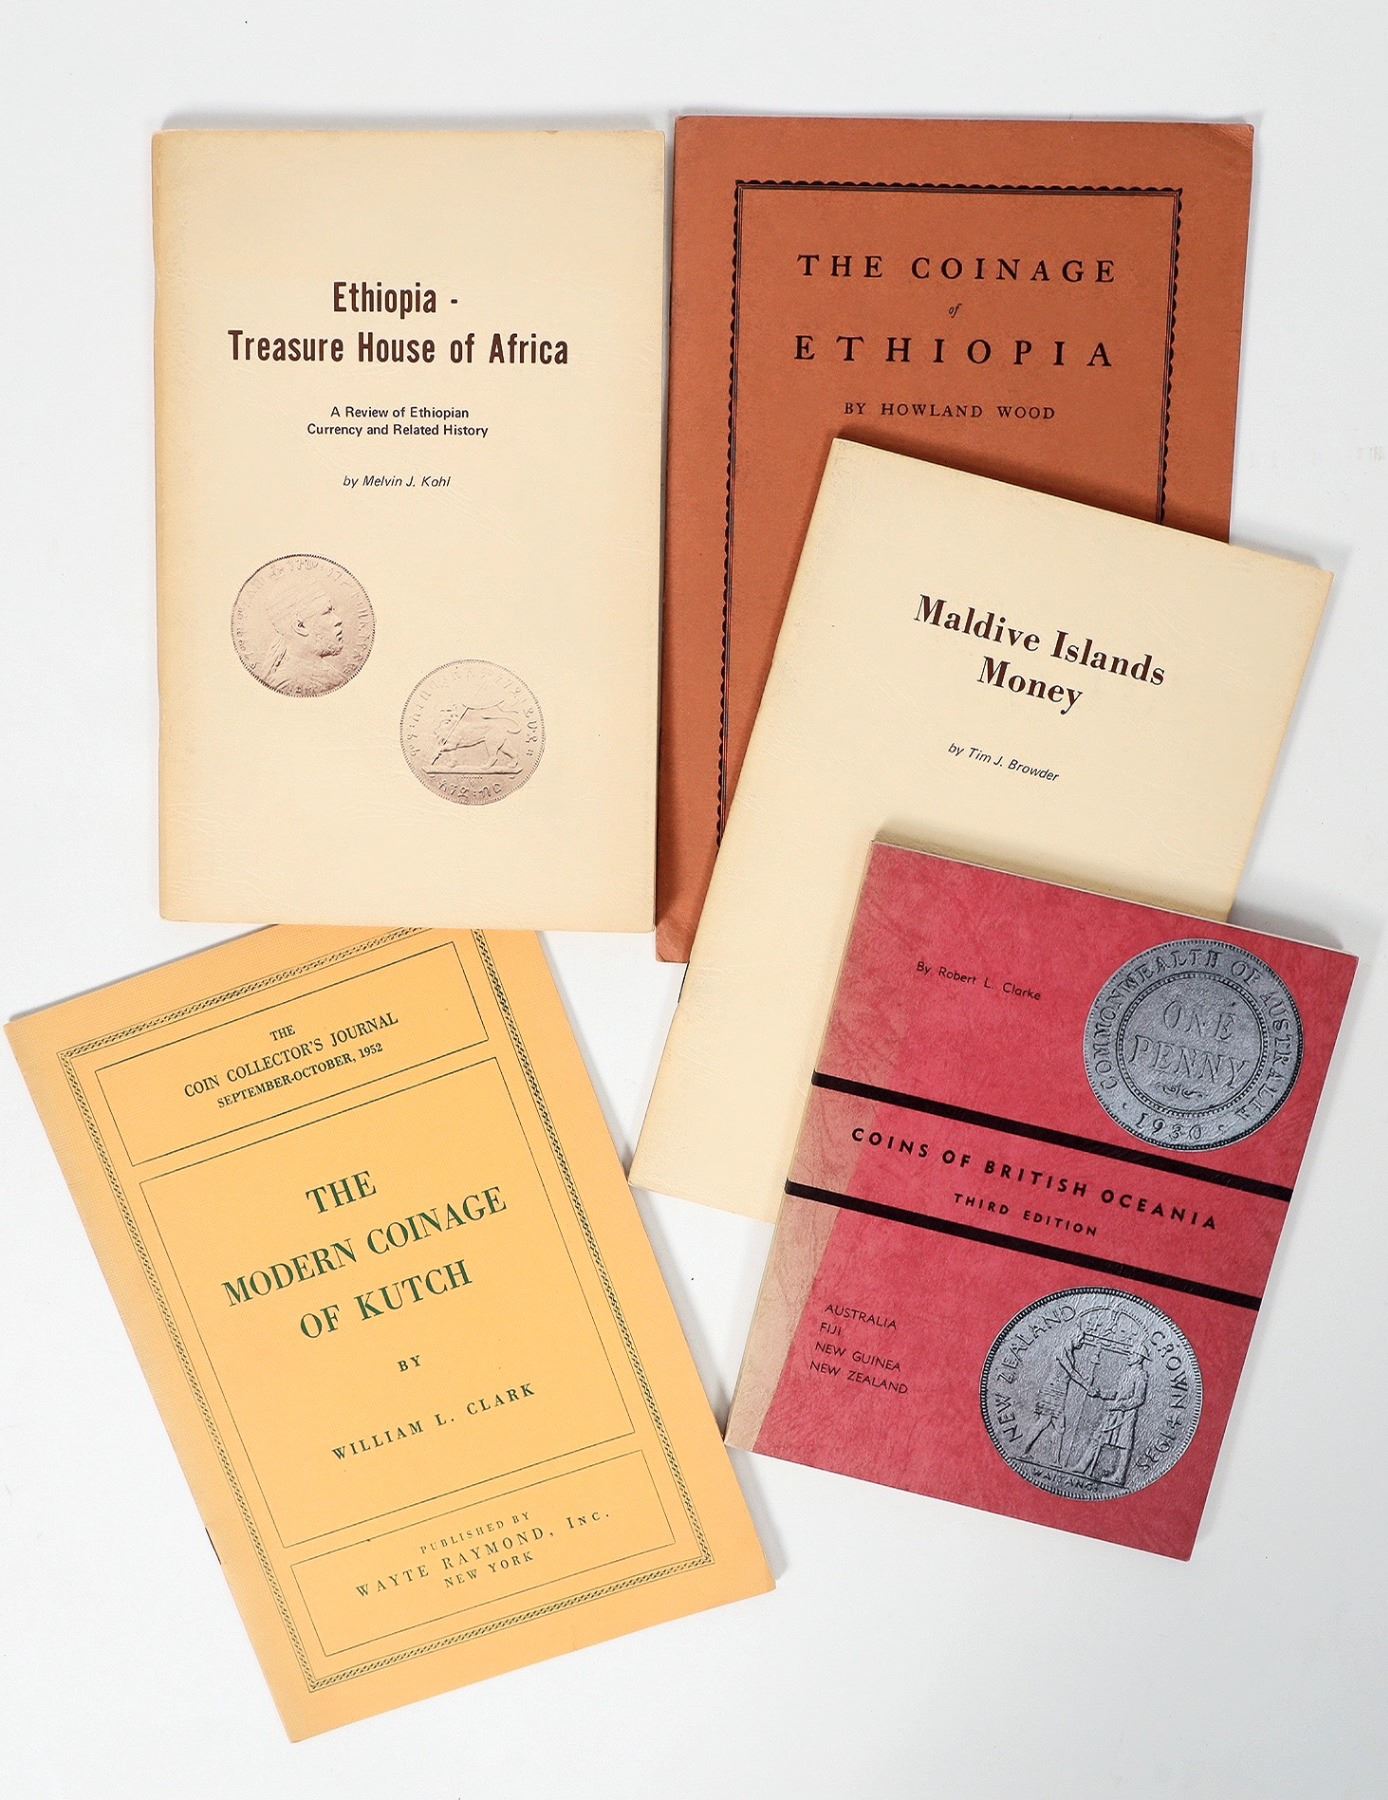 Ethiopia -
Treasure House of Africa
A Review of Ethiopian
Currency and Related History
by Melvin J. Kohl
THE COINAGE
of
ETHIOPIA
BY HOWLAND WOOD
Maldive Islands
Money
by Tim J. Browder
By Robert L. Clarke
COMMONWEALTH OF AUSTRALIA
ONE
PENNY
1930
COINS OF BRITISH OCEANIA
THIRD EDITION
AUSTRALIA
FIJI
NEW GUINEA
NEW ZEALAND
NEW ZEALAND CROWN 1935
WAITANGI
THE
COIN COLLECTOR'S JOURNAL
SEPTEMBER-OCTOBER, 1952
THE
MODERN COINAGE
OF KUTCH
BY
WILLIAM L. CLARK
PUBLISHED BY
WAYTE RAYMOND, Inc.
NEW YORK